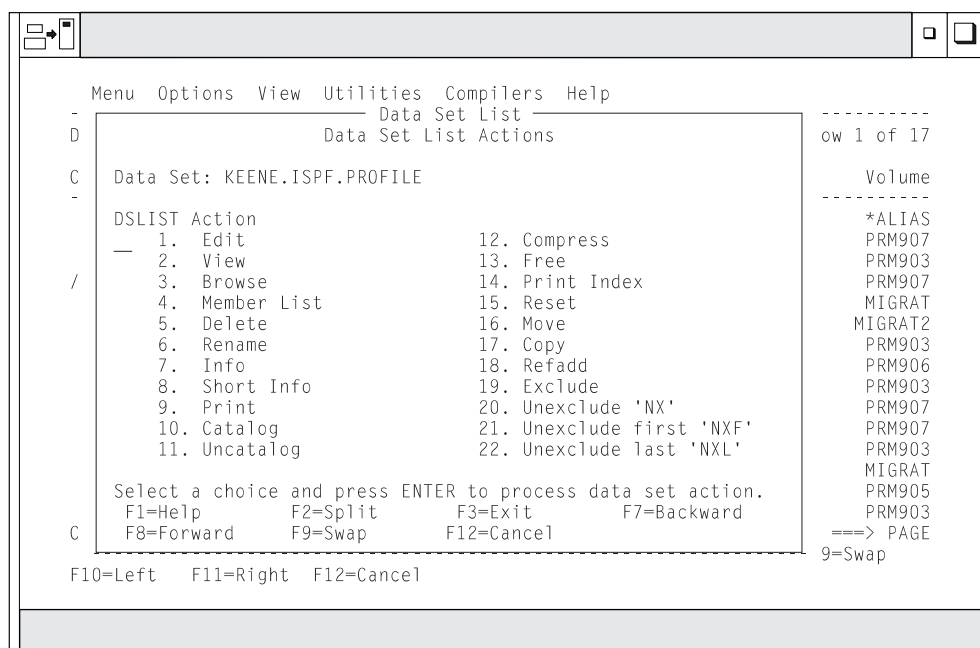 Menu  Options  View  Utilities  Compilers  Help
- Data Set List ----------
D Data Set List Actions ow 1 of 17
C Data Set: KEENE.ISPF.PROFILE Volume
- ----------
DSLIST Action *ALIAS
__ 1. Edit 12. Compress PRM907
2. View 13. Free PRM903
/ 3. Browse 14. Print Index PRM907
4. Member List 15. Reset MIGRAT
5. Delete 16. Move MIGRAT2
6. Rename 17. Copy PRM903
7. Info 18. Refadd PRM906
8. Short Info 19. Exclude PRM903
9. Print 20. Unexclude 'NX' PRM907
10. Catalog 21. Unexclude first 'NXF' PRM907
11. Uncatalog 22. Unexclude last 'NXL' PRM903
MIGRAT
Select a choice and press ENTER to process data set action. PRM905
F1=Help F2=Split F3=Exit F7=Backward PRM903
C F8=Forward F9=Swap F12=Cancel ===> PAGE
9=Swap
F10=Left F11=Right F12=Cancel